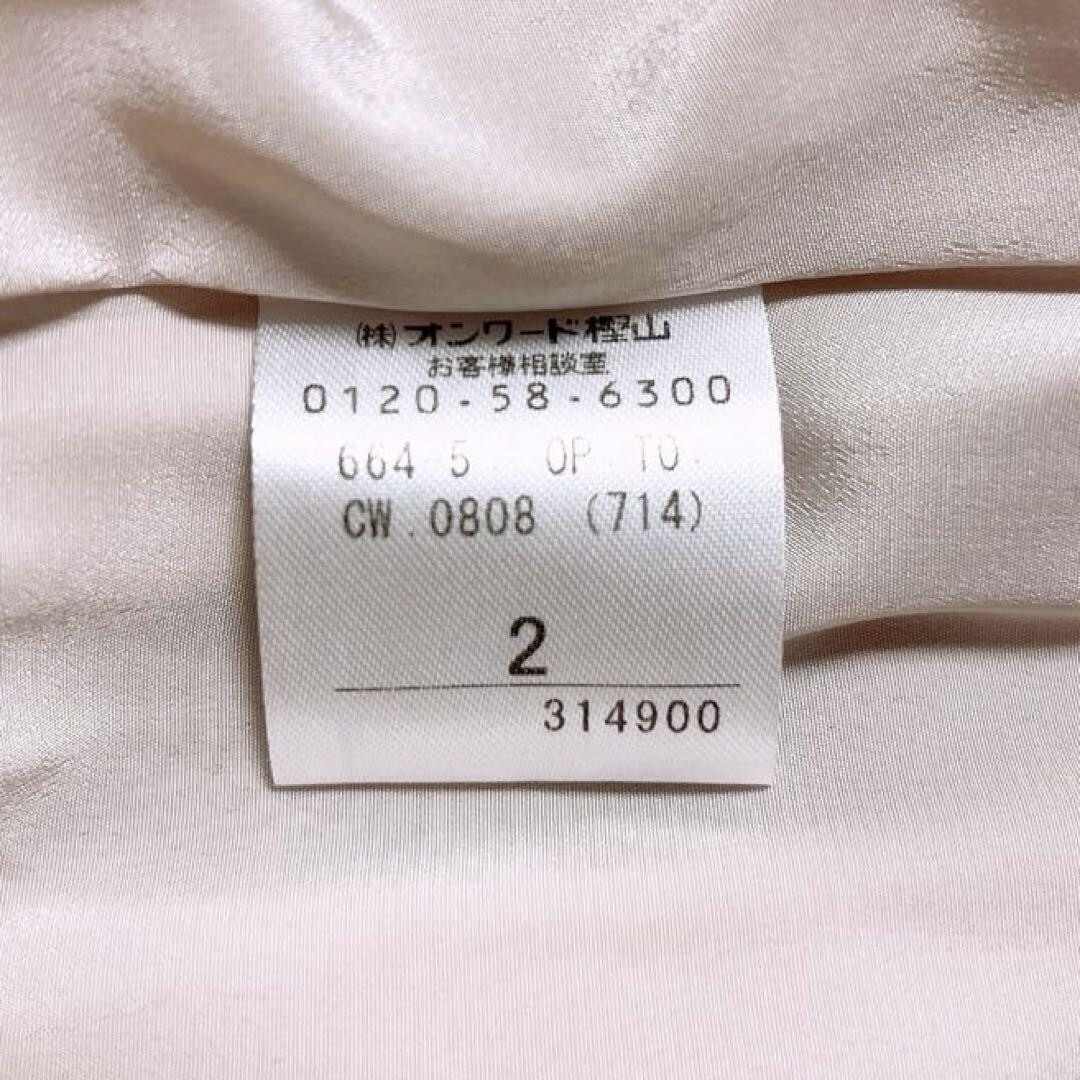 (株)オンワード樫山
お客様相談室
0120-58-6300
664 5 OP TO
CW.0808 (714)
2
314900